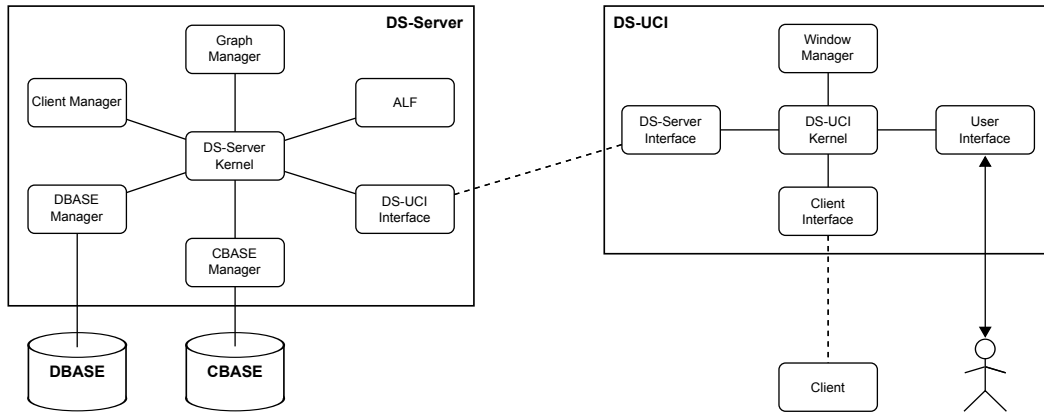 DS-Server
Graph
Manager
Client Manager
ALF
DS-Server
Kernel
DBASE
Manager
DS-UCI
Interface
CBASE
Manager
DBASE
CBASE
DS-UCI
Window
Manager
DS-Server
Interface
DS-UCI
Kernel
User
Interface
Client
Interface
Client